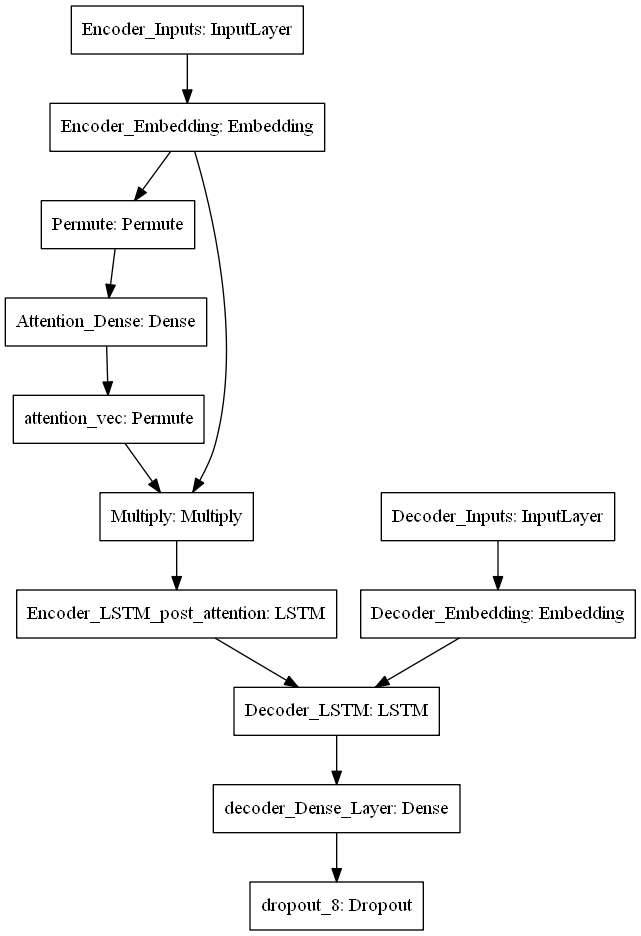 Encoder_Inputs: InputLayer
Encoder_Embedding: Embedding
Permute: Permute
Attention_Dense: Dense
attention_vec: Permute
Multiply: Multiply
Decoder_Inputs: InputLayer
Encoder_LSTM_post_attention: LSTM
Decoder_Embedding: Embedding
Decoder_LSTM: LSTM
decoder_Dense_Layer: Dense
dropout_8: Dropout